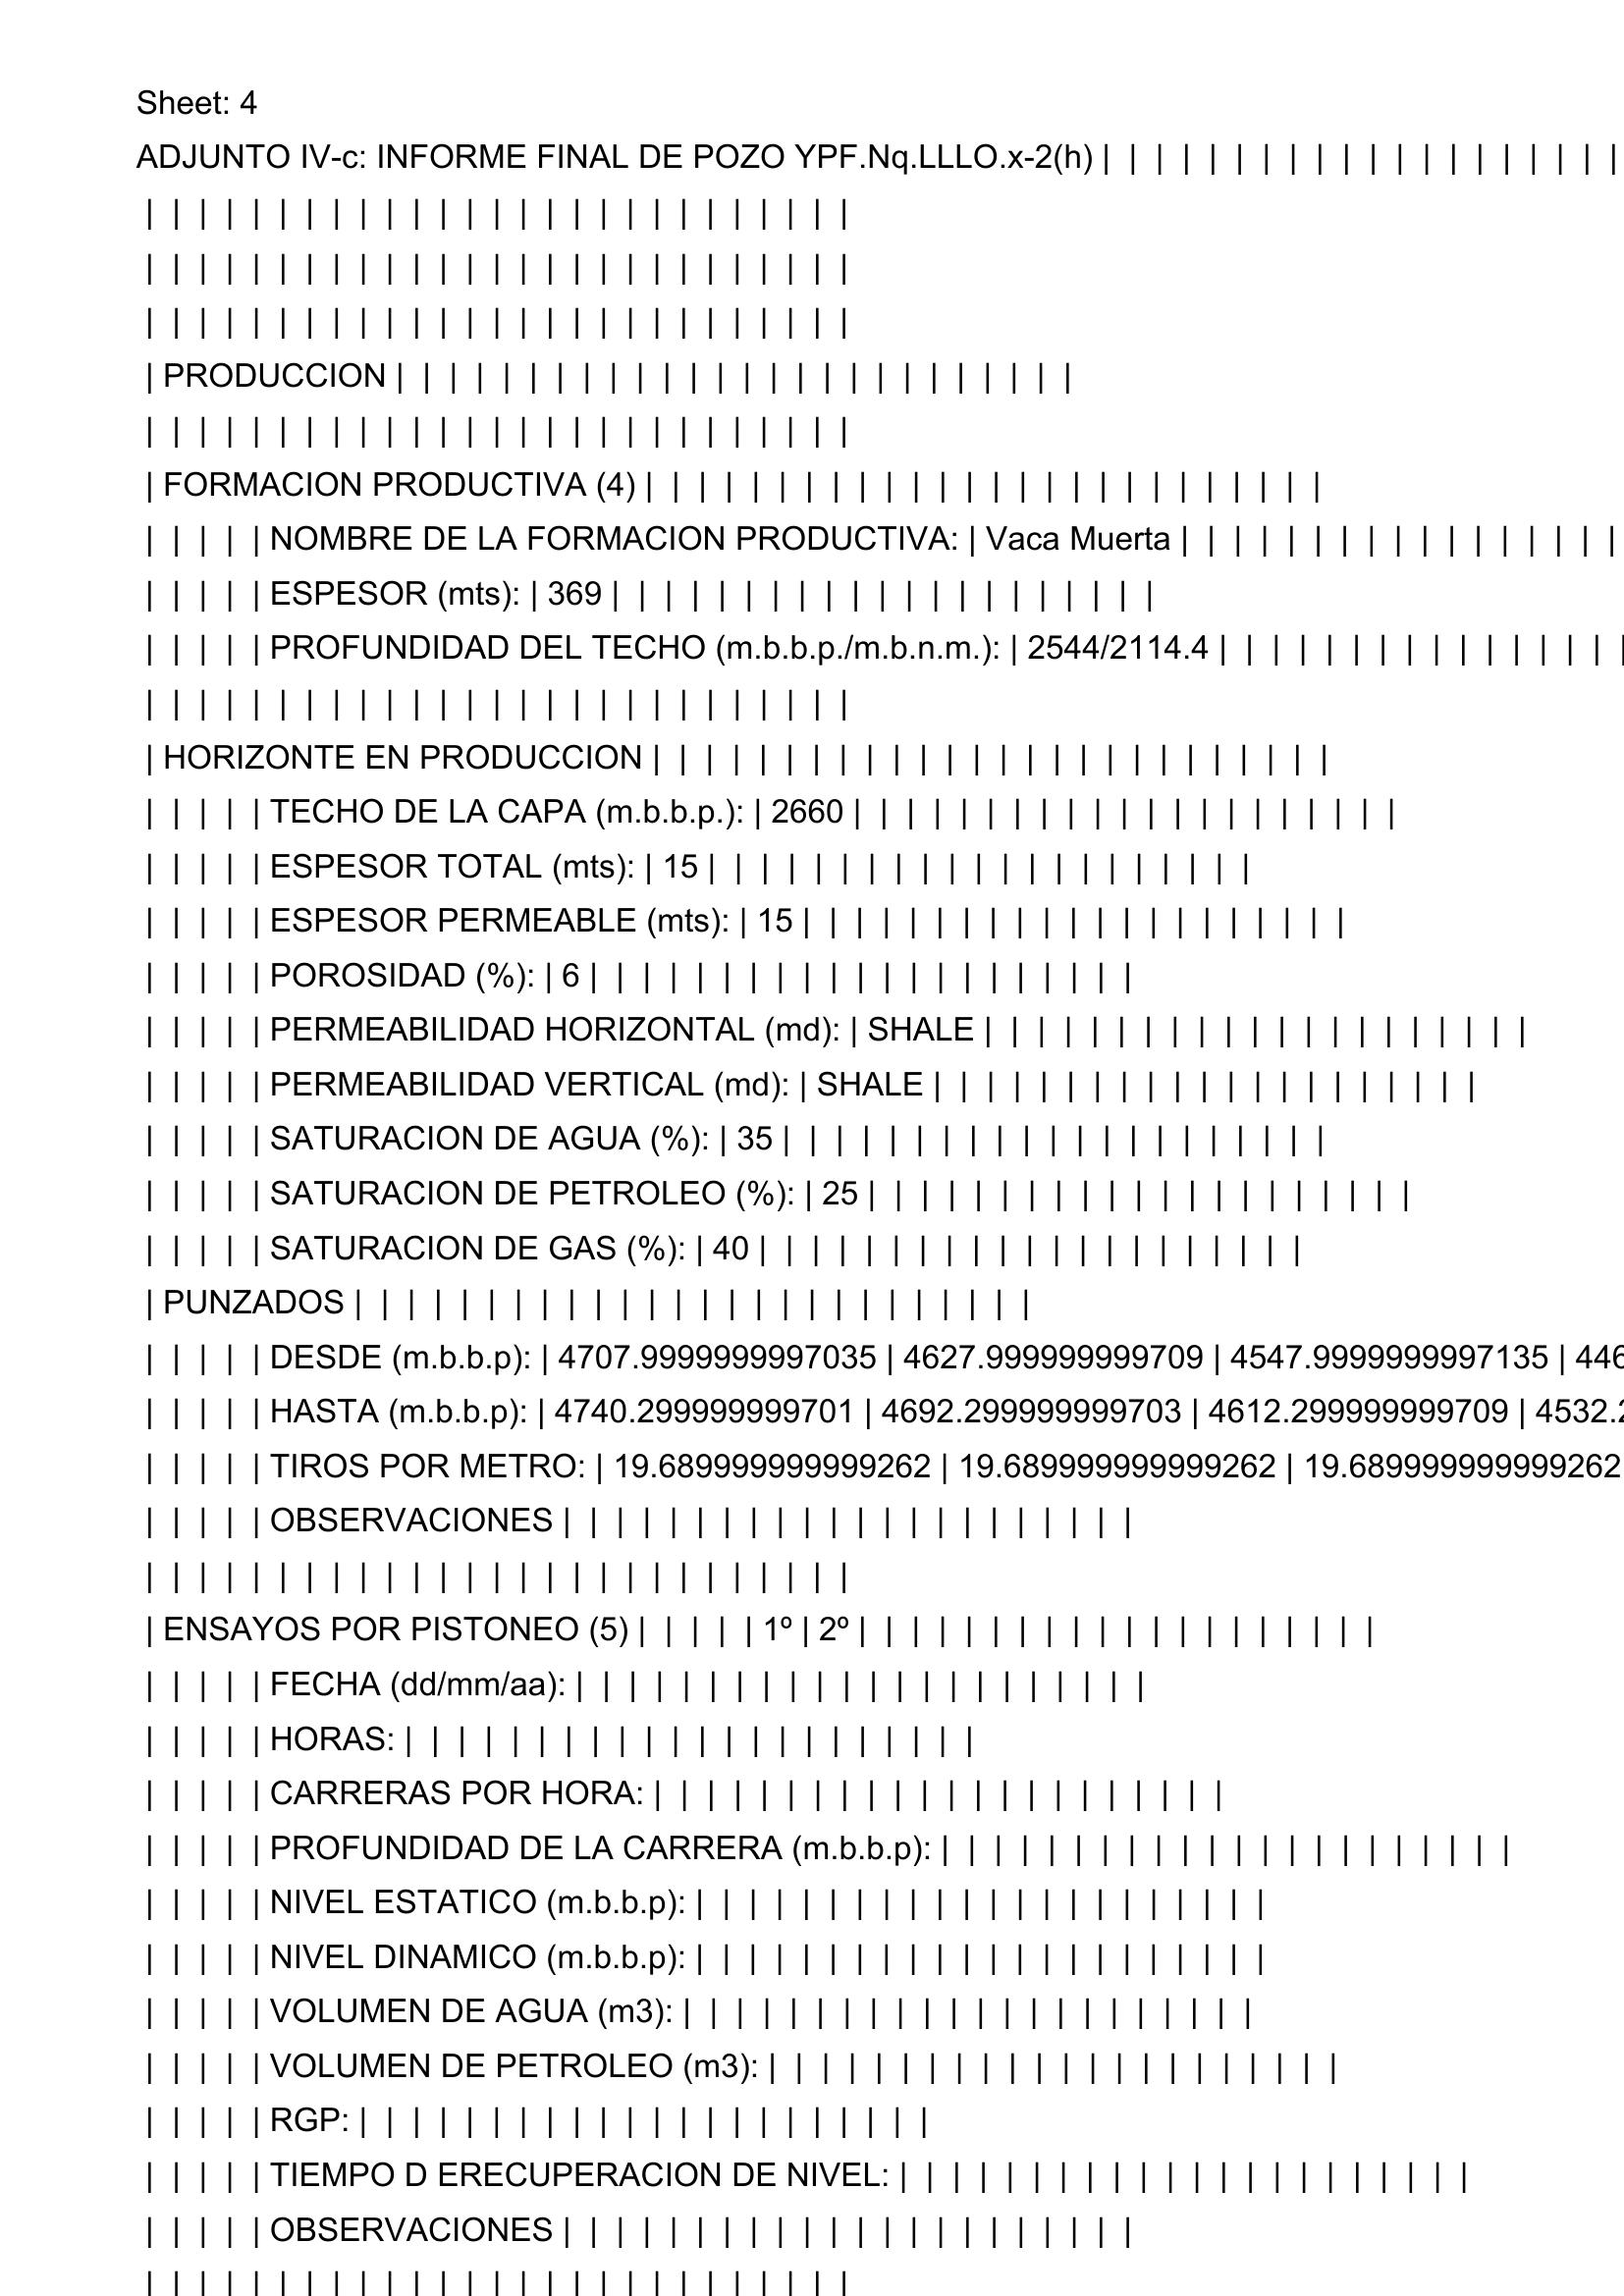 Sheet: 4
ADJUNTO IV-c: INFORME FINAL DE POZO YPF.Nq.LLLO.x-2(h) | | | | | | | | | | | | | | | | | | | |
| | | | | | | | | | | | | | | | | | | | | | | | | | |
| | | | | | | | | | | | | | | | | | | | | | | | | | |
| | | | | | | | | | | | | | | | | | | | | | | | | | |
| PRODUCCION | | | | | | | | | | | | | | | | | | | | | | | | | |
| | | | | | | | | | | | | | | | | | | | | | | | | | |
| FORMACION PRODUCTIVA (4) | | | | | | | | | | | | | | | | | | | | | | | | | |
| | | | | NOMBRE DE LA FORMACION PRODUCTIVA: | Vaca Muerta | | | | | | | | | | | | | | | | |
| | | | | ESPESOR (mts): | 369 | | | | | | | | | | | | | | | | | | | | |
| | | | | PROFUNDIDAD DEL TECHO (m.b.b.p./m.b.n.m.): | 2544/2114.4 | | | | | | | | | | | | | | | |
| | | | | | | | | | | | | | | | | | | | | | | | | | |
| HORIZONTE EN PRODUCCION | | | | | | | | | | | | | | | | | | | | | | | | | |
| | | | | TECHO DE LA CAPA (m.b.b.p.): | 2660 | | | | | | | | | | | | | | | | | | | | |
| | | | | ESPESOR TOTAL (mts): | 15 | | | | | | | | | | | | | | | | | | | | |
| | | | | ESPESOR PERMEABLE (mts): | 15 | | | | | | | | | | | | | | | | | | | | |
| | | | | POROSIDAD (%): | 6 | | | | | | | | | | | | | | | | | | | | |
| | | | | PERMEABILIDAD HORIZONTAL (md): | SHALE | | | | | | | | | | | | | | | | | | | | |
| | | | | PERMEABILIDAD VERTICAL (md): | SHALE | | | | | | | | | | | | | | | | | | | | |
| | | | | SATURACION DE AGUA (%): | 35 | | | | | | | | | | | | | | | | | | | | |
| | | | | SATURACION DE PETROLEO (%): | 25 | | | | | | | | | | | | | | | | | | | | |
| | | | | SATURACION DE GAS (%): | 40 | | | | | | | | | | | | | | | | | | | | |
| PUNZADOS | | | | | | | | | | | | | | | | | | | | | | | | | |
| | | | | DESDE (m.b.b.p): | 4707.9999999997035 | 4627.999999999709 | 4547.9999999997135 | 446
| | | | | HASTA (m.b.b.p): | 4740.299999999701 | 4692.299999999703 | 4612.299999999709 | 4532.2
| | | | | TIROS POR METRO: | 19.689999999999262 | 19.689999999999262 | 19.689999999999262
| | | | | OBSERVACIONES | | | | | | | | | | | | | | | | | | | | | |
| | | | | | | | | | | | | | | | | | | | | | | | | | |
| ENSAYOS POR PISTONEO (5) | | | | | 1º | 2º | | | | | | | | | | | | | | | | | | | |
| | | | | FECHA (dd/mm/aa): | | | | | | | | | | | | | | | | | | | | | |
| | | | | HORAS: | | | | | | | | | | | | | | | | | | | | | |
| | | | | CARRERAS POR HORA: | | | | | | | | | | | | | | | | | | | | | |
| | | | | PROFUNDIDAD DE LA CARRERA (m.b.b.p): | | | | | | | | | | | | | | | | | | | | | |
| | | | | NIVEL ESTATICO (m.b.b.p): | | | | | | | | | | | | | | | | | | | | | |
| | | | | NIVEL DINAMICO (m.b.b.p): | | | | | | | | | | | | | | | | | | | | | |
| | | | | VOLUMEN DE AGUA (m3): | | | | | | | | | | | | | | | | | | | | | |
| | | | | VOLUMEN DE PETROLEO (m3): | | | | | | | | | | | | | | | | | | | | | |
| | | | | RGP: | | | | | | | | | | | | | | | | | | | | | |
| | | | | TIEMPO D ERECUPERACION DE NIVEL: | | | | | | | | | | | | | | | | | | | | | |
| | | | | OBSERVACIONES | | | | | | | | | | | | | | | | | | | | | |
| | | | | | | | | | | | | | | | | | | | | | | | | | |